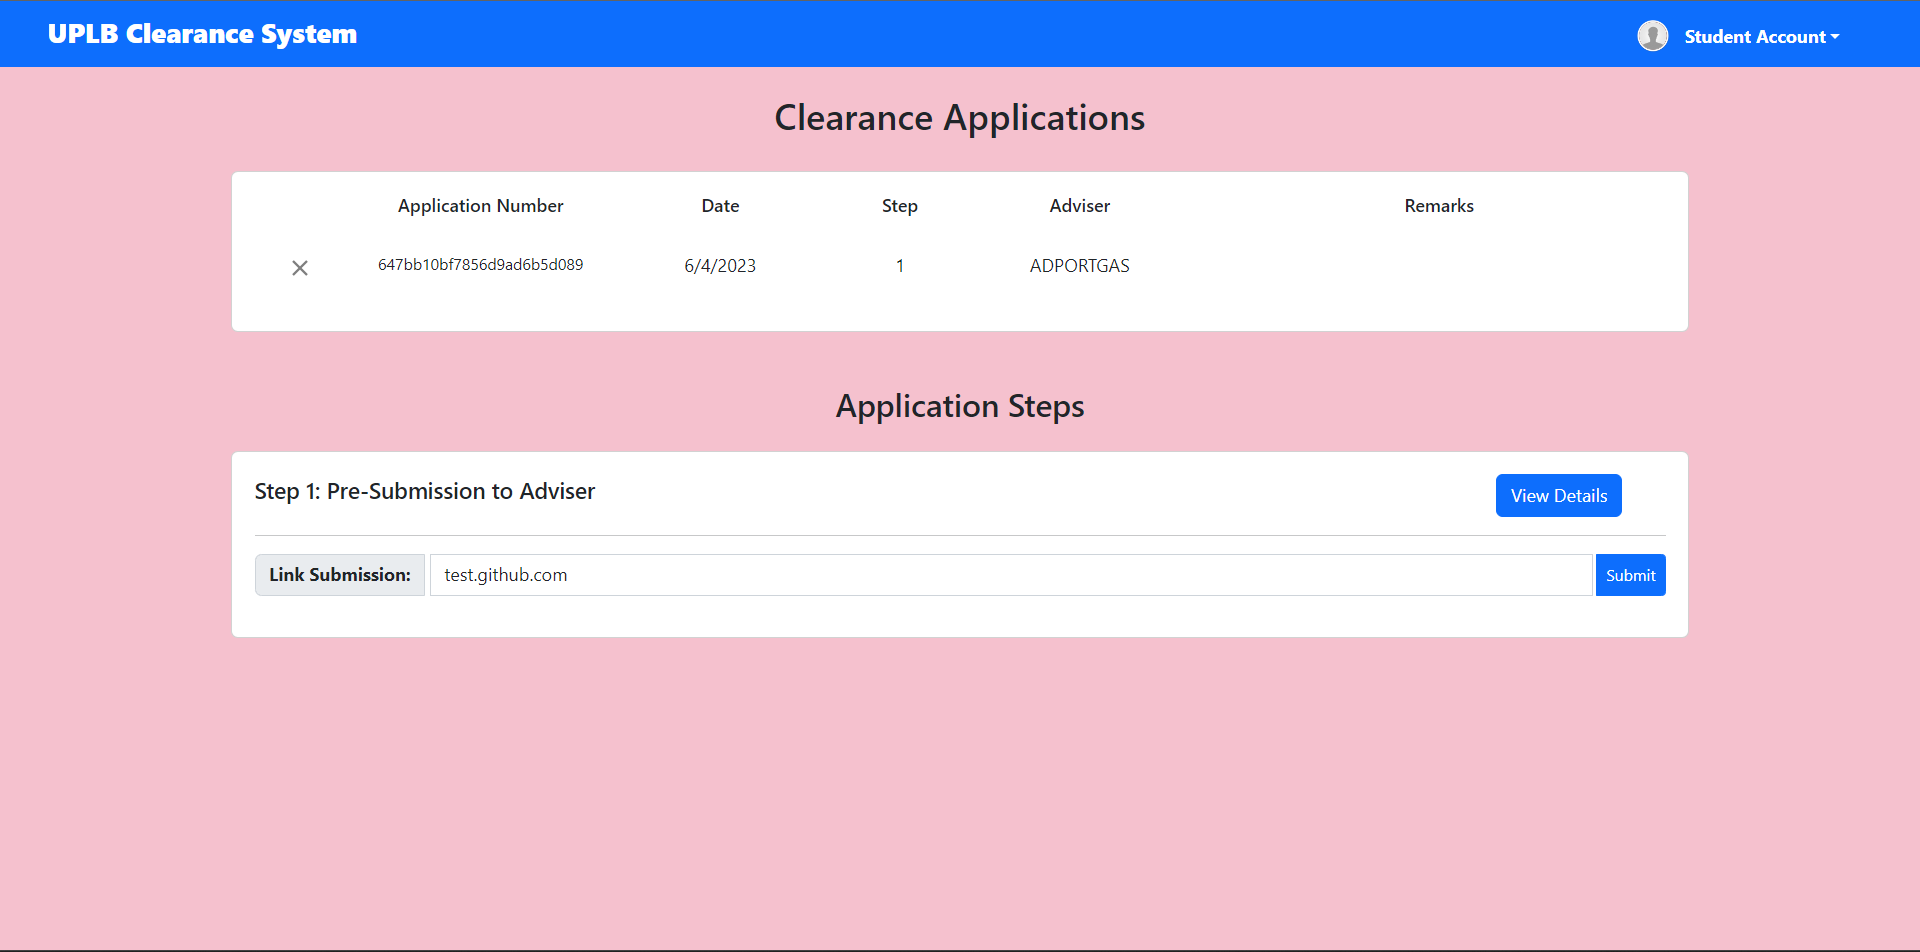 UPLB Clearance System
Student Account
Clearance Applications
Application Number Date Step Adviser Remarks
647bb10bf7856d9ad6b5d089 6/4/2023 1 ADPORTGAS
Application Steps
Step 1: Pre-Submission to Adviser
View Details
Link Submission: test.github.com Submit